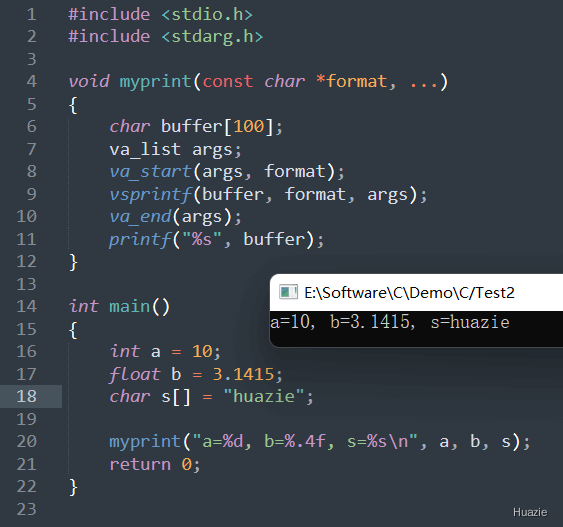 1 #include <stdio.h>
2 #include <stdarg.h>
3
4 void myprint(const char *format, ...)
5 {
6     char buffer[100];
7     va_list args;
8     va_start(args, format);
9     vsprintf(buffer, format, args);
10     va_end(args);
11     printf("%s", buffer);
12 }
13
14 int main()
15 {
16     int a = 10;
17     float b = 3.1415;
18     char s[] = "huazie";
19
20     myprint("a=%d, b=%.4f, s=%s\n", a, b, s);
21     return 0;
22 }
23
E:\Software\C\Demo\C/Test2
a=10, b=3.1415, s=huazie
Huazie